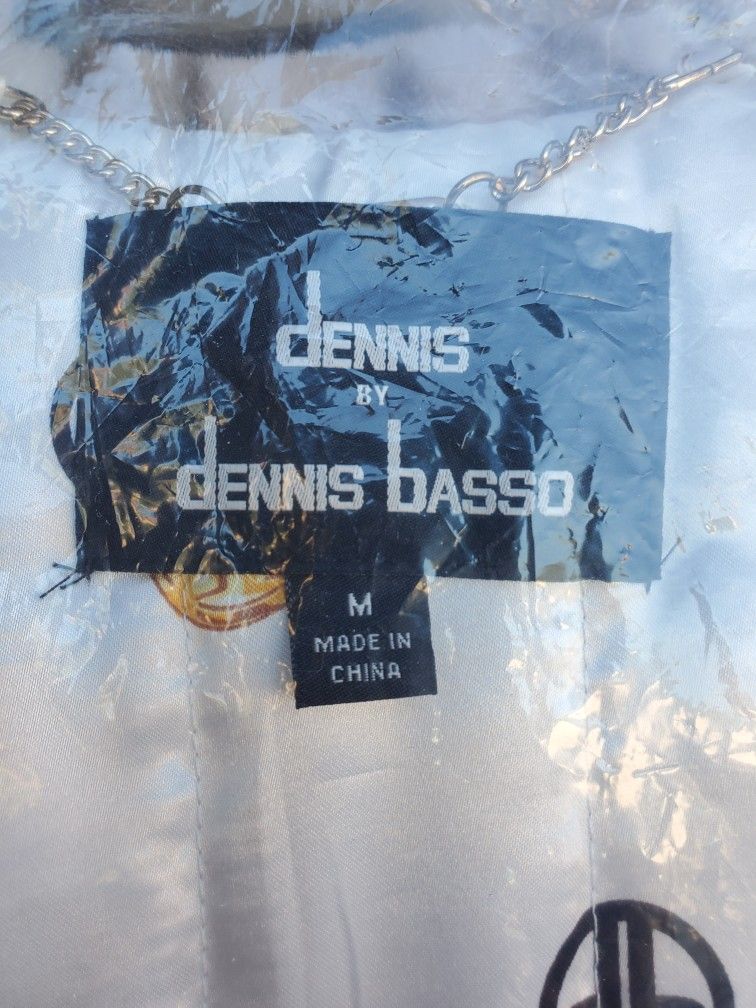 dENNIS
BY
dENNIS bASSO
M
MADE IN
CHINA